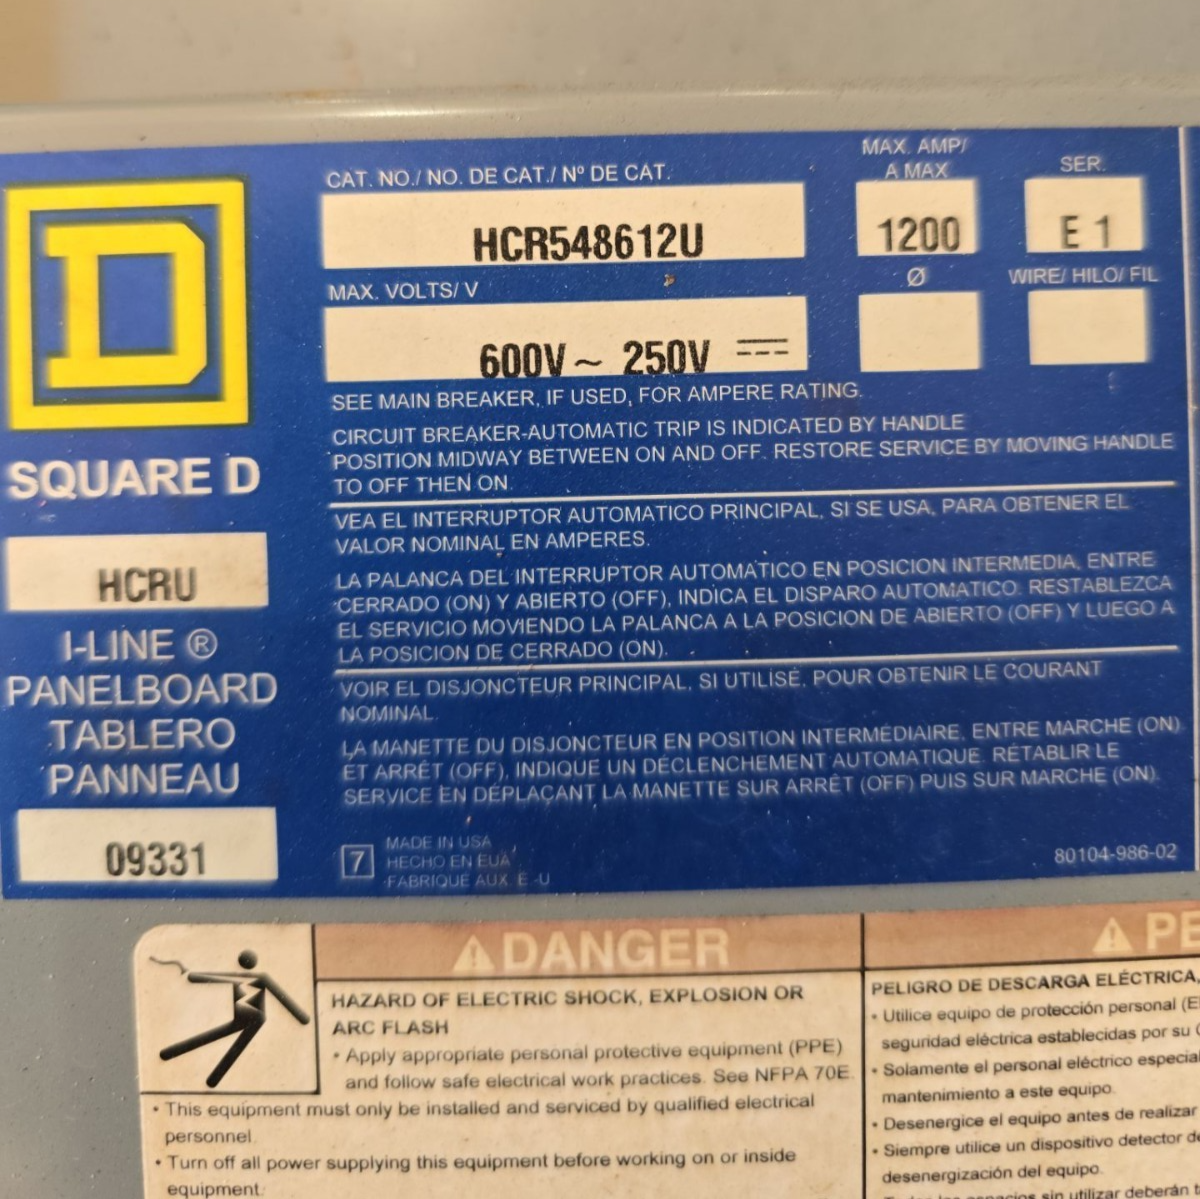 CAT. NO./ NO. DE CAT./ Nº DE CAT.
HCR548612U
MAX. AMP/
A MAX
1200
SER.
E 1
MAX. VOLTS/ V
600V ~ 250V ⎓
Ø
WIRE/ HILO/ FIL
SEE MAIN BREAKER, IF USED, FOR AMPERE RATING.
CIRCUIT BREAKER-AUTOMATIC TRIP IS INDICATED BY HANDLE
POSITION MIDWAY BETWEEN ON AND OFF. RESTORE SERVICE BY MOVING HANDLE
TO OFF THEN ON.
VEA EL INTERRUPTOR AUTOMATICO PRINCIPAL, SI SE USA, PARA OBTENER EL
VALOR NOMINAL EN AMPERES.
LA PALANCA DEL INTERRUPTOR AUTOMATICO EN POSICION INTERMEDIA, ENTRE
CERRADO (ON) Y ABIERTO (OFF), INDICA EL DISPARO AUTOMATICO. RESTABLEZCA
EL SERVICIO MOVIENDO LA PALANCA A LA POSICION DE ABIERTO (OFF) Y LUEGO A
LA POSICION DE CERRADO (ON).
VOIR EL DISJONCTEUR PRINCIPAL, SI UTILISÉ, POUR OBTENIR LE COURANT
NOMINAL.
LA MANETTE DU DISJONCTEUR EN POSITION INTERMÉDIAIRE, ENTRE MARCHE (ON)
ET ARRÊT (OFF), INDIQUE UN DÉCLENCHEMENT AUTOMATIQUE. RÉTABLIR LE
SERVICE EN DÉPLAÇANT LA MANETTE SUR ARRÊT (OFF) PUIS SUR MARCHE (ON).
7
MADE IN USA
HECHO EN EUA
FABRIQUE AUX. E.-U
80104-986-02
D
SQUARE D
HCRU
I-LINE ®
PANELBOARD
TABLERO
PANNEAU
09331
⚠DANGER
HAZARD OF ELECTRIC SHOCK, EXPLOSION OR
ARC FLASH
• Apply appropriate personal protective equipment (PPE)
and follow safe electrical work practices. See NFPA 70E.
• This equipment must only be installed and serviced by qualified electrical
personnel.
• Turn off all power supplying this equipment before working on or inside
equipment.
⚠ PE
PELIGRO DE DESCARGA ELÉCTRICA,
• Utilice equipo de protección personal (E
seguridad eléctrica establecidas por su
• Solamente el personal eléctrico especial
mantenimiento a este equipo.
• Desenergice el equipo antes de realizar
• Siempre utilice un dispositivo detector de
desenergización del equipo.